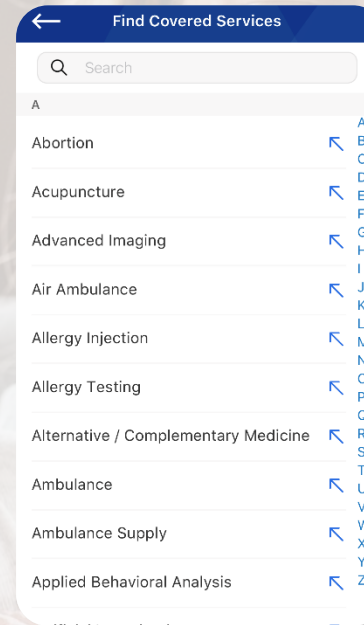 Find Covered Services
Search
A
Abortion
Acupuncture
Advanced Imaging
Air Ambulance
Allergy Injection
Allergy Testing
Alternative / Complementary Medicine
Ambulance
Ambulance Supply
Applied Behavioral Analysis
A
B
C
D
E
F
G
H
I
J
K
L
M
N
O
P
Q
R
S
T
U
V
W
X
Y
Z